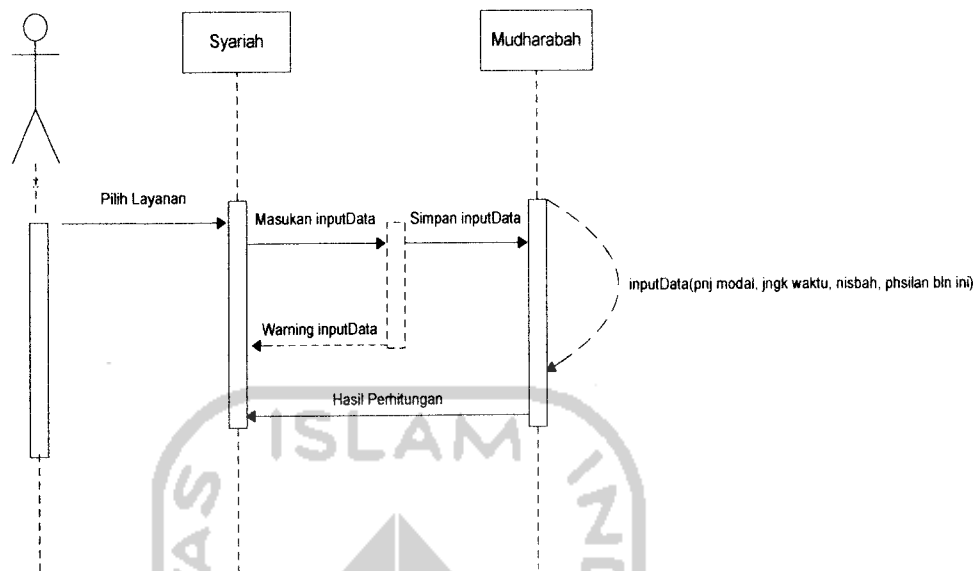 Syariah
Mudharabah
Pilih Layanan
Masukan inputData
Simpan inputData
inputData(pnj modal, jngk waktu, nisbah, phsilan bln ini)
Warning inputData
Hasil Perhitungan
ISLAM